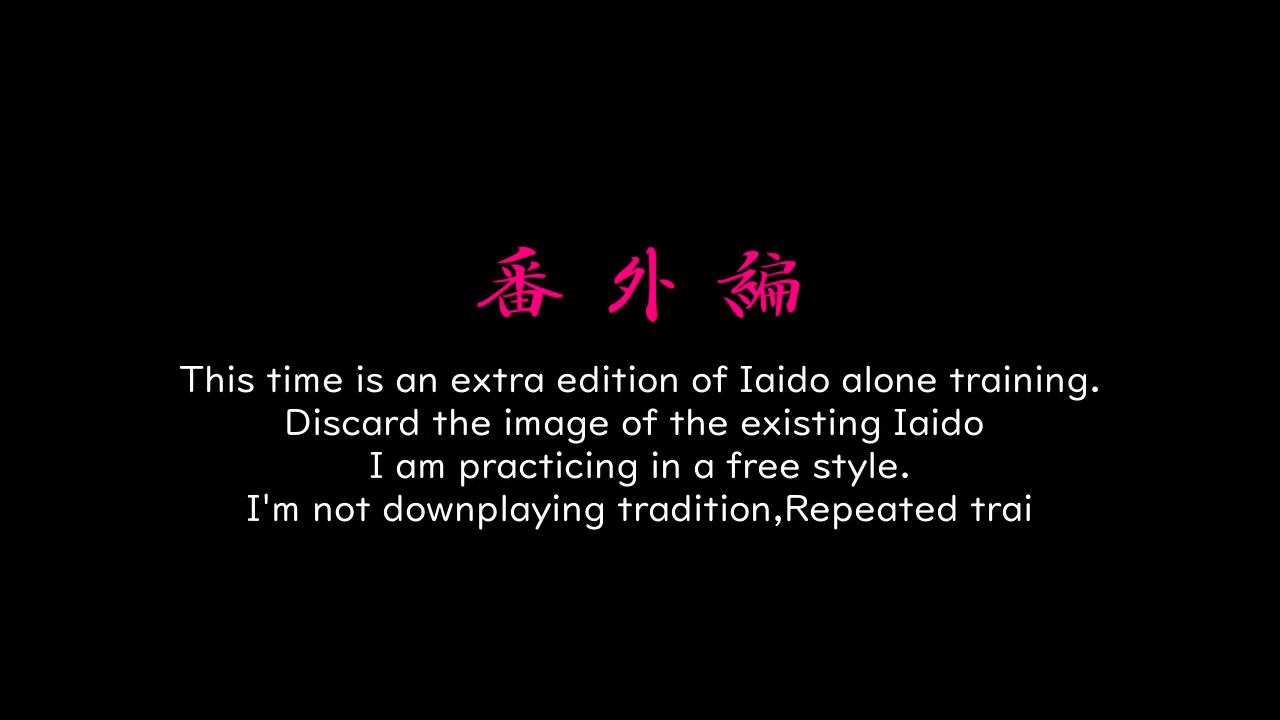 番外編
This time is an extra edition of Iaido alone training.
Discard the image of the existing Iaido
I am practicing in a free style.
I'm not downplaying tradition,Repeated trai